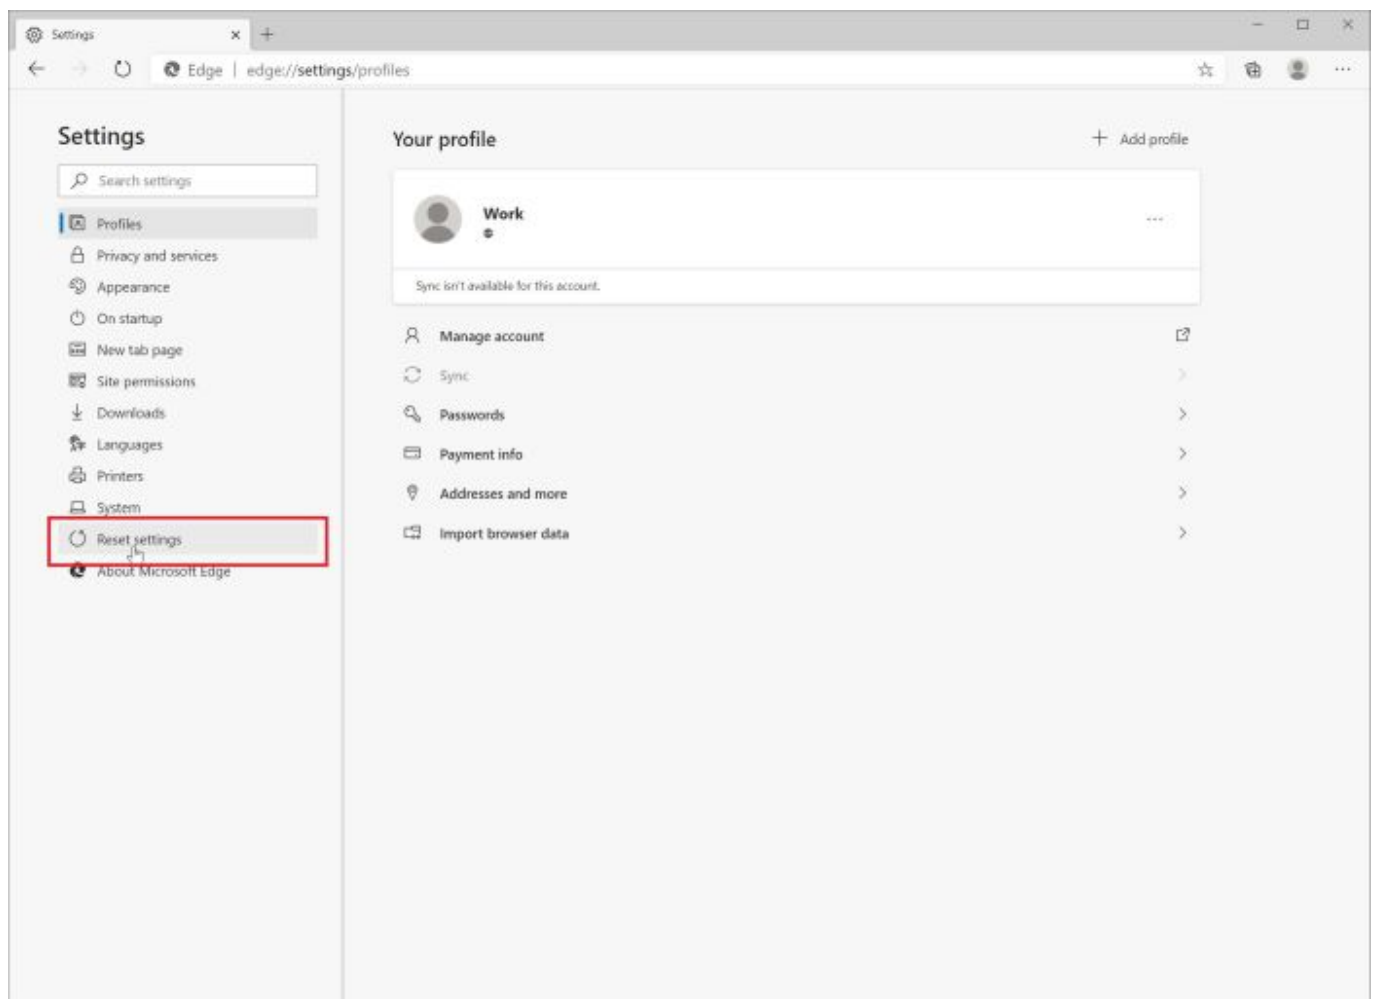 Settings
Edge | edge://settings/profiles
Settings
Search settings
Profiles
Privacy and services
Appearance
On startup
New tab page
Site permissions
Downloads
Languages
Printers
System
Reset settings
About Microsoft Edge
Your profile
Add profile
Work
Sync isn't available for this account.
Manage account
Sync
Passwords
Payment info
Addresses and more
Import browser data